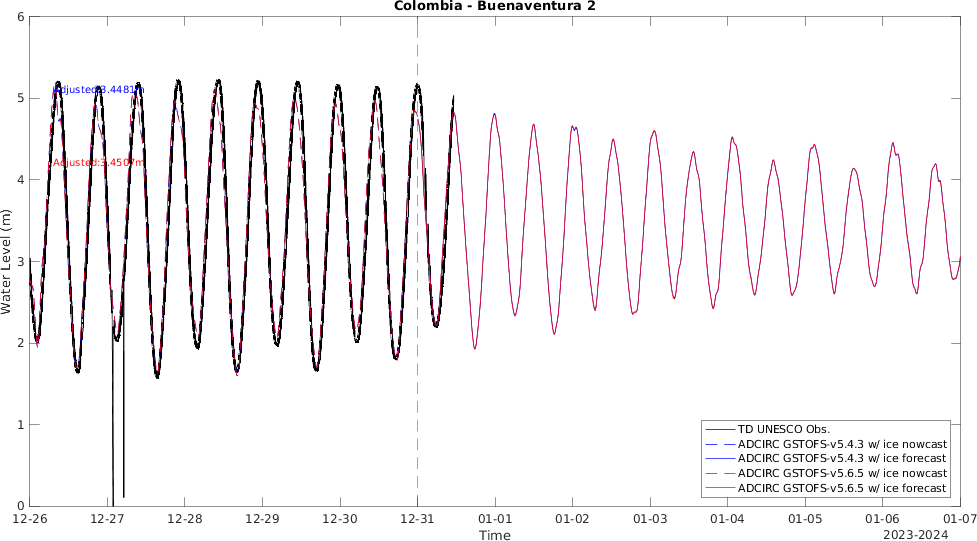 Colombia - Buenaventura 2
6
5
4
3
2
1
0
Water Level (m)
Adjusted:3.4481m
Adjusted:3.4507m
12-26
12-27
12-28
12-29
12-30
12-31
01-01
01-02
01-03
01-04
01-05
01-06
01-07
Time
2023-2024
TD UNESCO Obs.
ADCIRC GSTOFS-v5.4.3 w/ ice nowcast
ADCIRC GSTOFS-v5.4.3 w/ ice forecast
ADCIRC GSTOFS-v5.6.5 w/ ice nowcast
ADCIRC GSTOFS-v5.6.5 w/ ice forecast